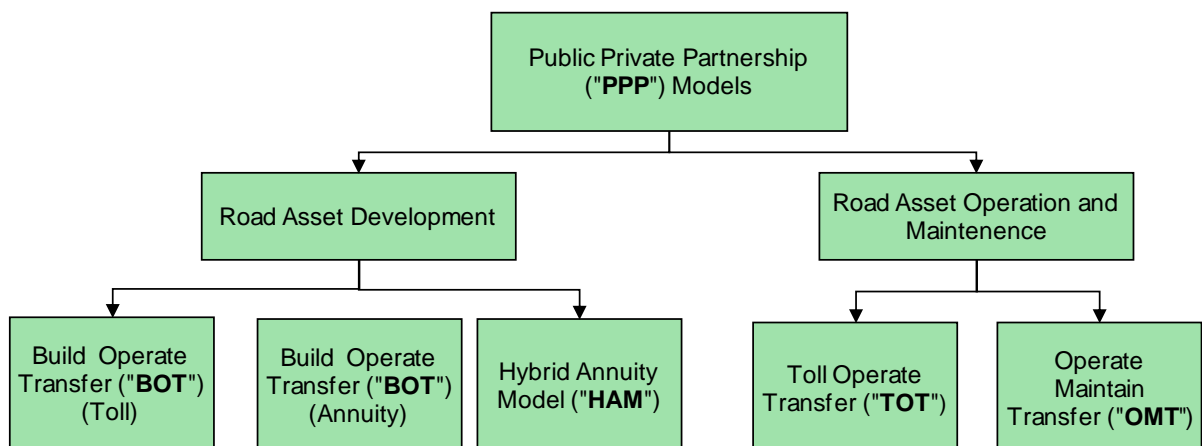 Public Private Partnership
("PPP") Models
Road Asset Development
Road Asset Operation and
Maintenence
Build Operate
Transfer ("BOT")
(Toll)
Build Operate
Transfer ("BOT")
(Annuity)
Hybrid Annuity
Model ("HAM")
Toll Operate
Transfer ("TOT")
Operate
Maintain
Transfer ("OMT")